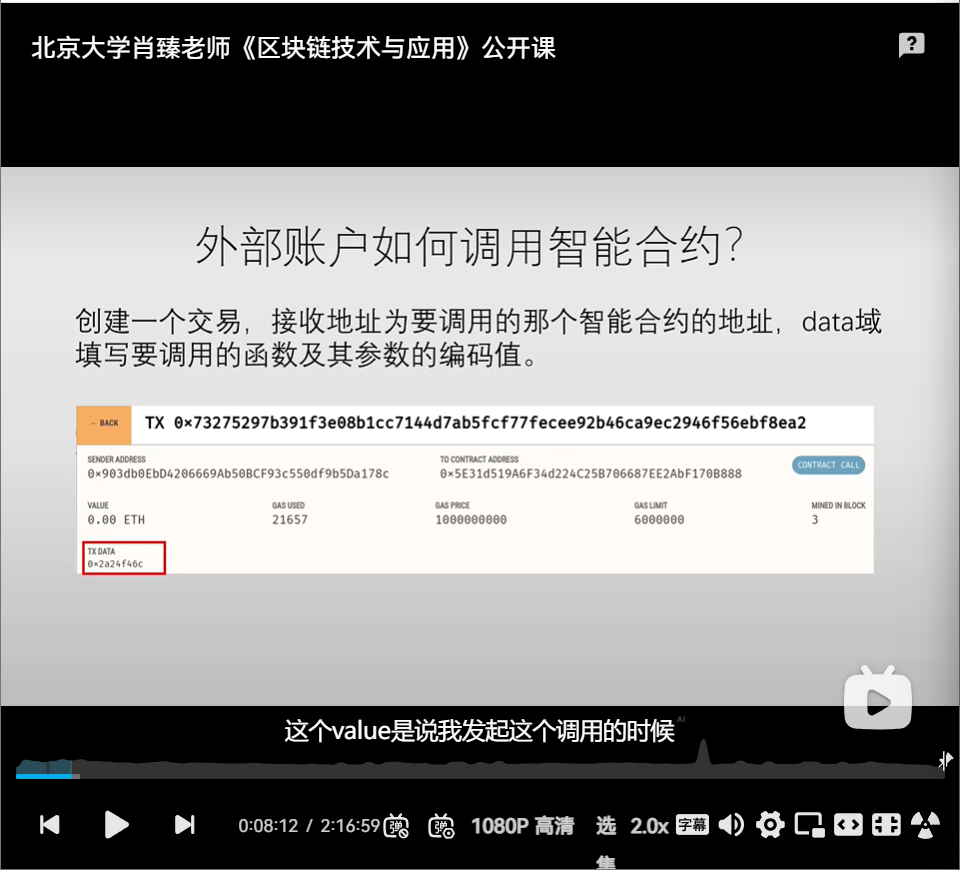 北京大学肖臻老师《区块链技术与应用》公开课
外部账户如何调用智能合约？
创建一个交易，接收地址为要调用的那个智能合约的地址，data域
填写要调用的函数及其参数的编码值。
← BACK
TX 0×73275297b391f3e08b1cc7144d7ab5fcf77fecee92b46ca9ec2946f56ebf8ea2
SENDER ADDRESS
0×903db0EbD4206669Ab50BCF93c550df9b5Da178c
TO CONTRACT ADDRESS
0×5E31d519A6F34d224C25B706687EE2AbF170B888
CONTRACT CALL
VALUE
0.00 ETH
GAS USED
21657
GAS PRICE
1000000000
GAS LIMIT
6000000
MINED IN BLOCK
3
TX DATA
0×2a24f46c
这个value是说我发起这个调用的时候
AI
0:08:12 / 2:16:59
弹
弹
1080P 高清
选
集
2.0x
字幕